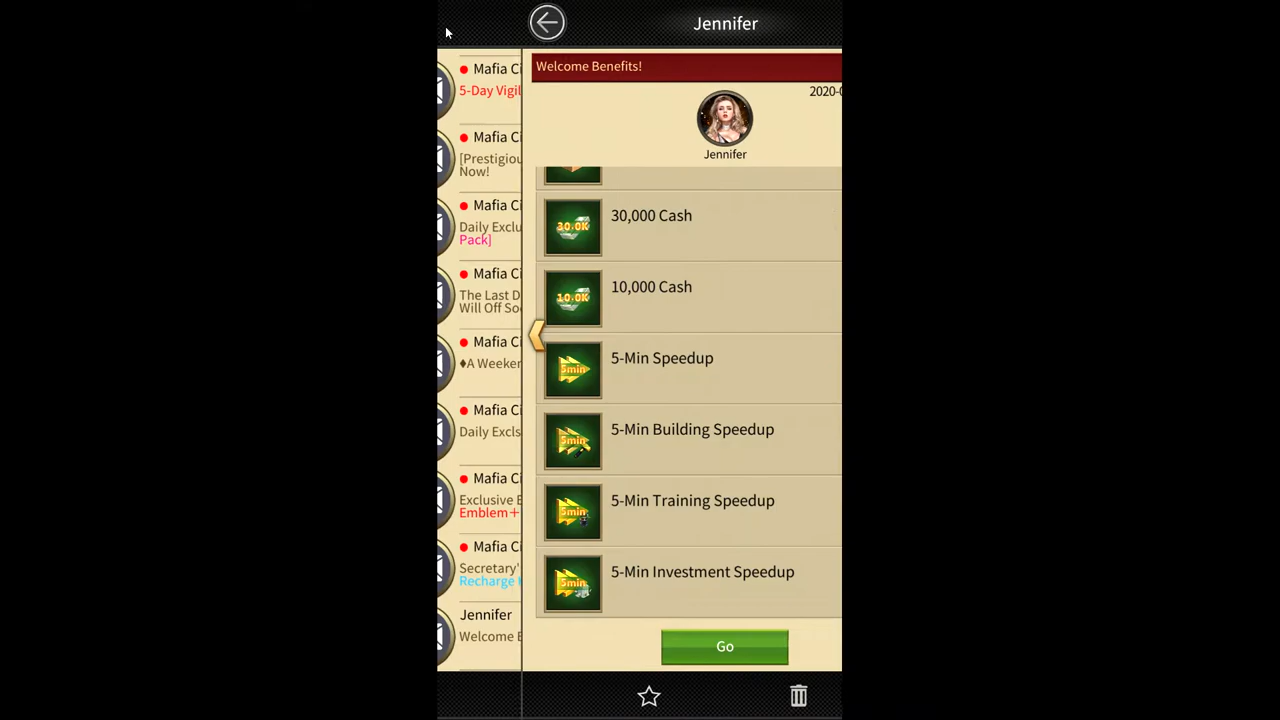 Jennifer
Mafia Ci
5-Day Vigil
Mafia Ci
[Prestigiou
Now!
Mafia Ci
Daily Exclu
Pack]
Mafia Ci
The Last D
Will Off So
Mafia Ci
♦A Weeken
Mafia Ci
Daily Excls
Mafia Ci
Exclusive E
Emblem+
Mafia Ci
Secretary'
Recharge
Jennifer
Welcome B
Welcome Benefits!
2020-0
Jennifer
30.0K
30,000 Cash
10.0K
10,000 Cash
5min
5-Min Speedup
5min
5-Min Building Speedup
5min
5-Min Training Speedup
5min
5-Min Investment Speedup
Go